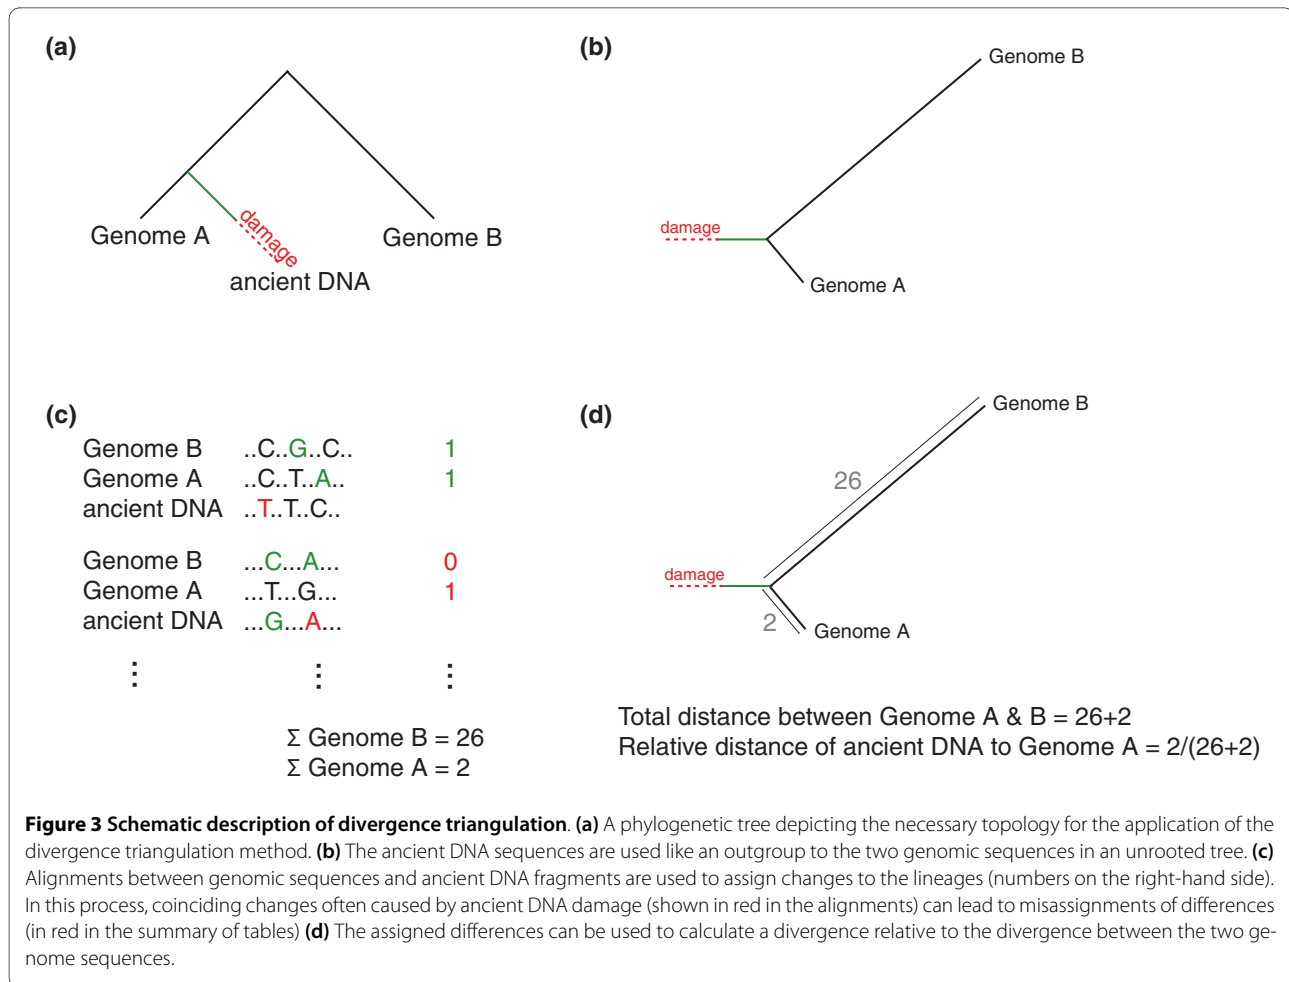 (a)
Genome A
damage
Genome B
ancient DNA
(b)
Genome B
damage
Genome A
(c)
Genome B ..C..G..C.. 1
Genome A ..C..T..A.. 1
ancient DNA ..T..T..C..
Genome B ...C...A... 0
Genome A ...T...G... 1
ancient DNA ...G...A...
⋮ ⋮ ⋮
Σ Genome B = 26
Σ Genome A = 2
(d)
Genome B
26
damage
2
Genome A
Total distance between Genome A & B = 26+2
Relative distance of ancient DNA to Genome A = 2/(26+2)
Figure 3 Schematic description of divergence triangulation. (a) A phylogenetic tree depicting the necessary topology for the application of the
divergence triangulation method. (b) The ancient DNA sequences are used like an outgroup to the two genomic sequences in an unrooted tree. (c)
Alignments between genomic sequences and ancient DNA fragments are used to assign changes to the lineages (numbers on the right-hand side).
In this process, coinciding changes often caused by ancient DNA damage (shown in red in the alignments) can lead to misassignments of differences
(in red in the summary of tables) (d) The assigned differences can be used to calculate a divergence relative to the divergence between the two ge-
nome sequences.